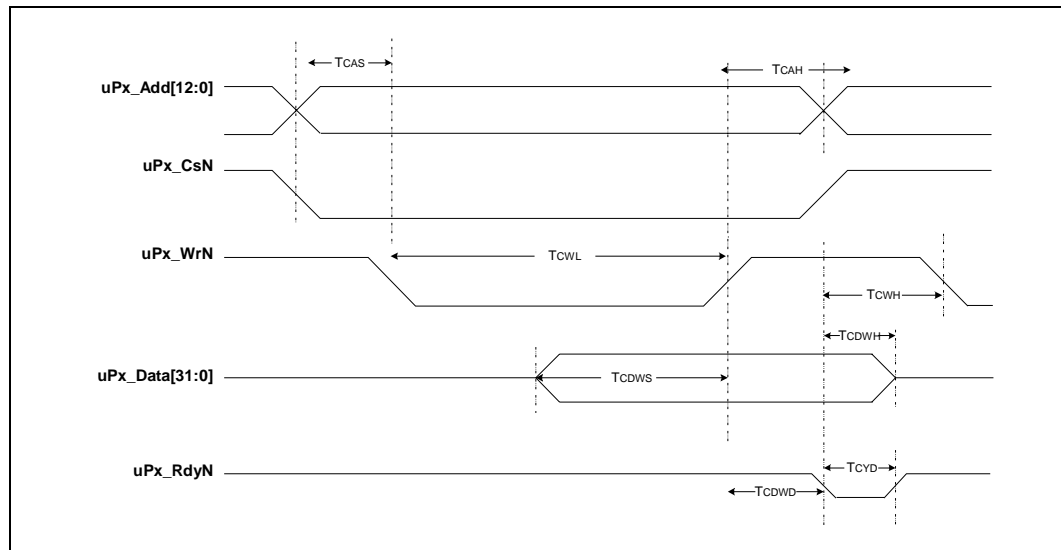 TCAS
TCAH
uPx_Add[12:0]
uPx_CsN
uPx_WrN
TCWL
TCWH
TCDWH
uPx_Data[31:0]
TCDWS
uPx_RdyN
TCYD
TCDWD